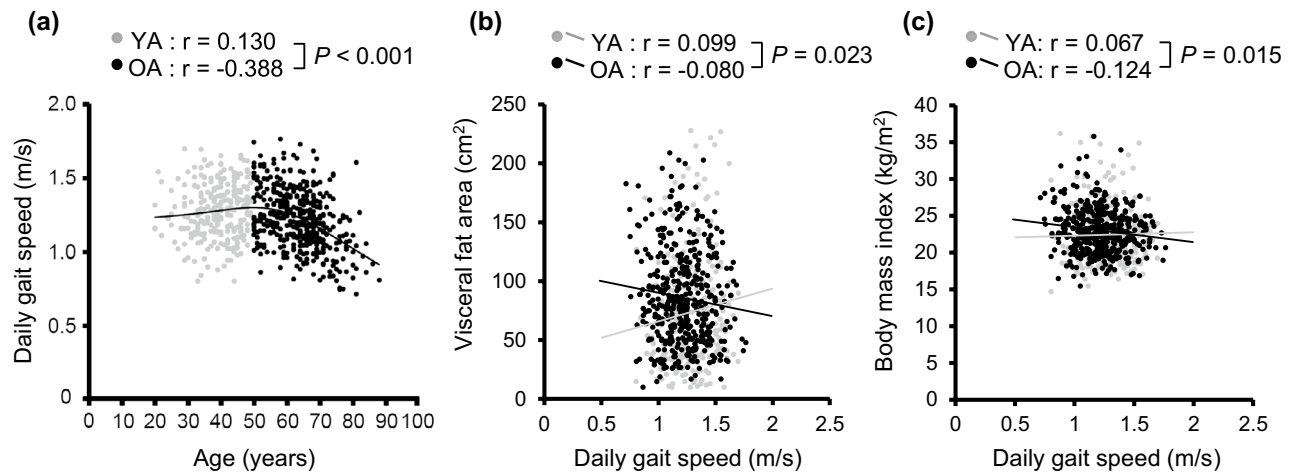 (a)
YA : r = 0.130
OA : r = -0.388
P < 0.001
Daily gait speed (m/s)
2.0
1.5
1.0
0.5
0
0 10 20 30 40 50 60 70 80 90 100
Age (years)
(b)
YA : r = 0.099
OA : r = -0.080
P = 0.023
Visceral fat area (cm²)
250
200
150
100
50
0
0 0.5 1 1.5 2 2.5
Daily gait speed (m/s)
(c)
YA: r = 0.067
OA: r = -0.124
P = 0.015
Body mass index (kg/m²)
40
35
30
25
20
15
10
5
0
0 0.5 1 1.5 2 2.5
Daily gait speed (m/s)